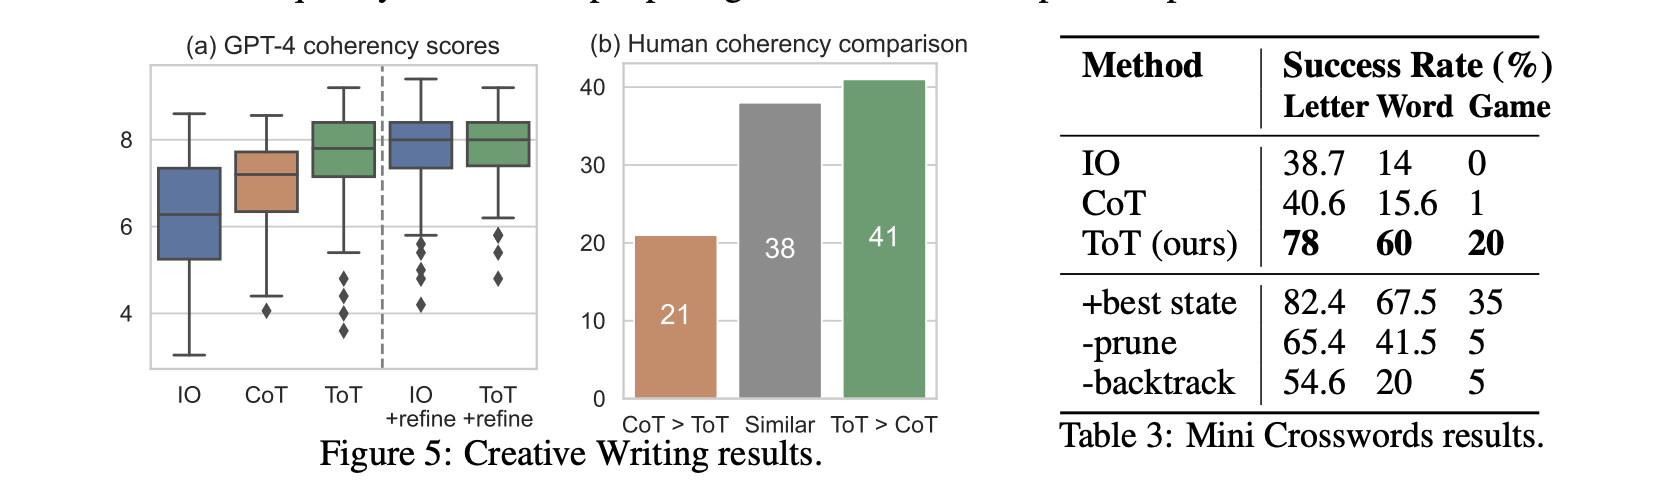 (a) GPT-4 coherency scores
8
6
4
IO CoT ToT IO ToT
+refine +refine
(b) Human coherency comparison
40
30
20
10
0
21
38
41
CoT > ToT Similar ToT > CoT
Figure 5: Creative Writing results.
Method Success Rate (%)
Letter Word Game
IO 38.7 14 0
CoT 40.6 15.6 1
ToT (ours) 78 60 20
+best state 82.4 67.5 35
-prune 65.4 41.5 5
-backtrack 54.6 20 5
Table 3: Mini Crosswords results.